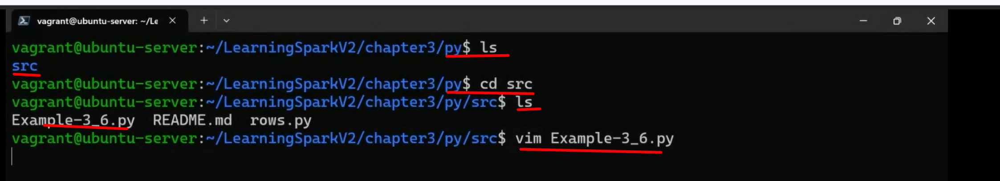 vagrant@ubuntu-server: ~/Le
vagrant@ubuntu-server:~/LearningSparkV2/chapter3/py$ ls
src
vagrant@ubuntu-server:~/LearningSparkV2/chapter3/py$ cd src
vagrant@ubuntu-server:~/LearningSparkV2/chapter3/py/src$ ls
Example-3_6.py  README.md  rows.py
vagrant@ubuntu-server:~/LearningSparkV2/chapter3/py/src$ vim Example-3_6.py